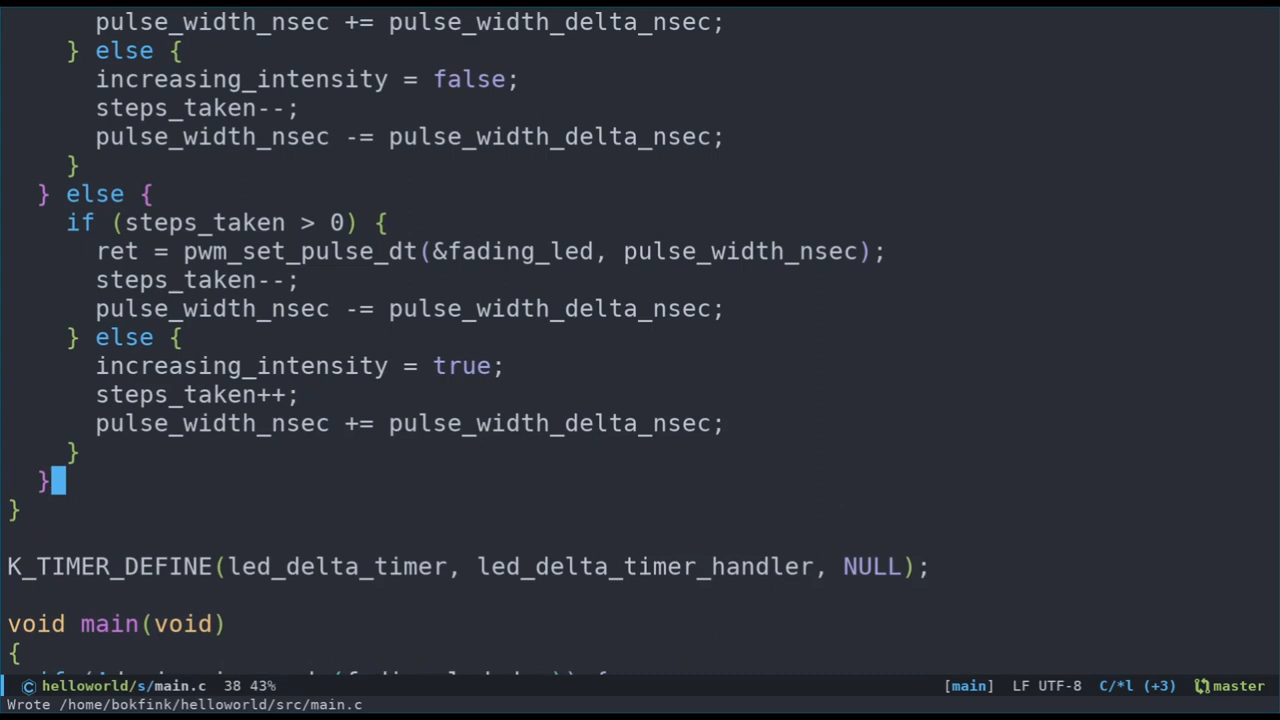 pulse_width_nsec += pulse_width_delta_nsec;
    } else {
      increasing_intensity = false;
      steps_taken--;
      pulse_width_nsec -= pulse_width_delta_nsec;
    }
  } else {
    if (steps_taken > 0) {
      ret = pwm_set_pulse_dt(&fading_led, pulse_width_nsec);
      steps_taken--;
      pulse_width_nsec -= pulse_width_delta_nsec;
    } else {
      increasing_intensity = true;
      steps_taken++;
      pulse_width_nsec += pulse_width_delta_nsec;
    }
  }
}
K_TIMER_DEFINE(led_delta_timer, led_delta_timer_handler, NULL);
void main(void)
{
helloworld/s/main.c 38 43% [main] LF UTF-8 C/*l (+3) master
Wrote /home/bokfink/helloworld/src/main.c